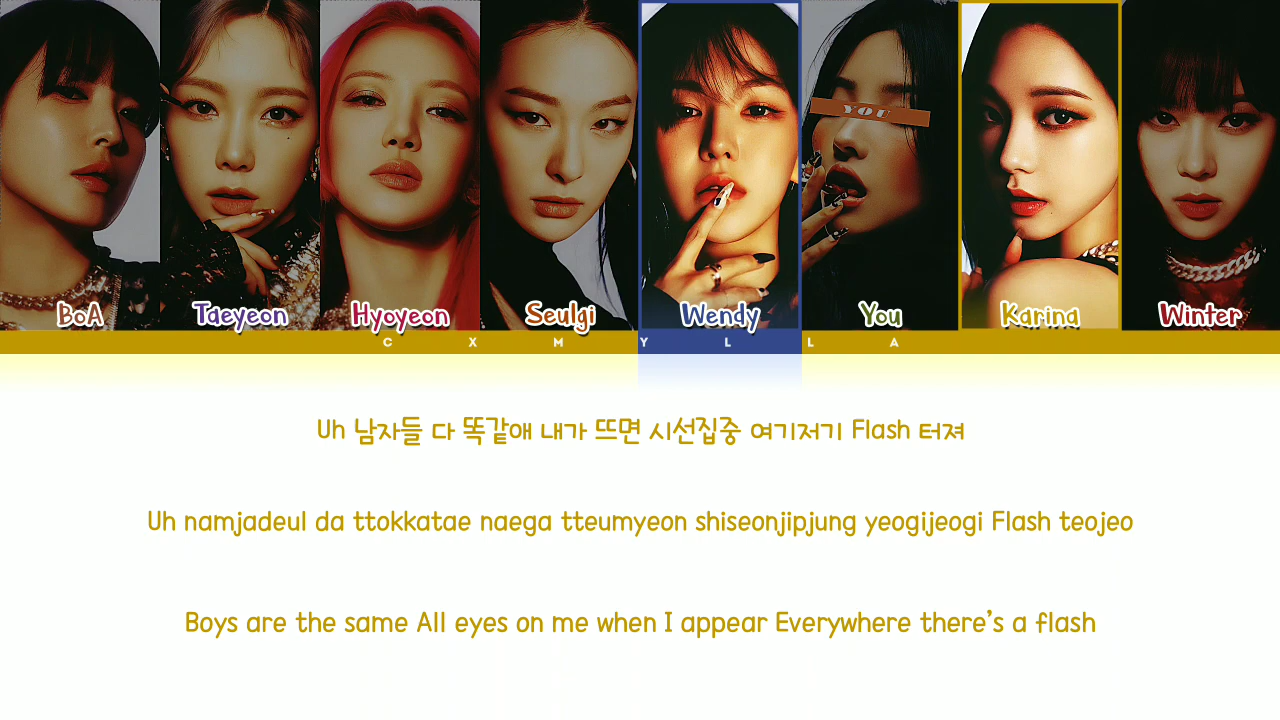 YOU
BoA Taeyeon Hyoyeon Seulgi Wendy You Karina Winter
C X M Y L L A
Uh 남자들 다 똑같애 내가 뜨면 시선집중 여기저기 Flash 터져
Uh namjadeul da ttokkatae naega tteumyeon shiseonjipjung yeogijeogi Flash teojeo
Boys are the same All eyes on me when I appear Everywhere there's a flash